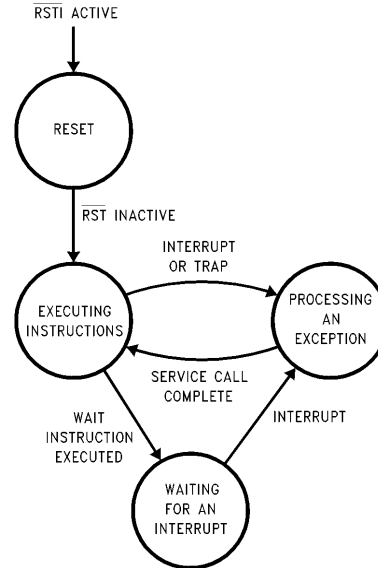 RSTI ACTIVE
RESET
RST INACTIVE
INTERRUPT
OR TRAP
EXECUTING
INSTRUCTIONS
PROCESSING
AN
EXCEPTION
SERVICE CALL
COMPLETE
WAIT
INSTRUCTION
EXECUTED
INTERRUPT
WAITING
FOR AN
INTERRUPT